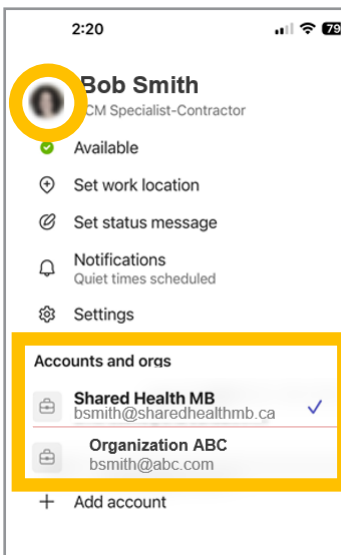 2:20
79
Bob Smith
CM Specialist-Contractor
Available
Set work location
Set status message
Notifications
Quiet times scheduled
Settings
Accounts and orgs
Shared Health MB
bsmith@sharedhealthmb.ca
Organization ABC
bsmith@abc.com
Add account